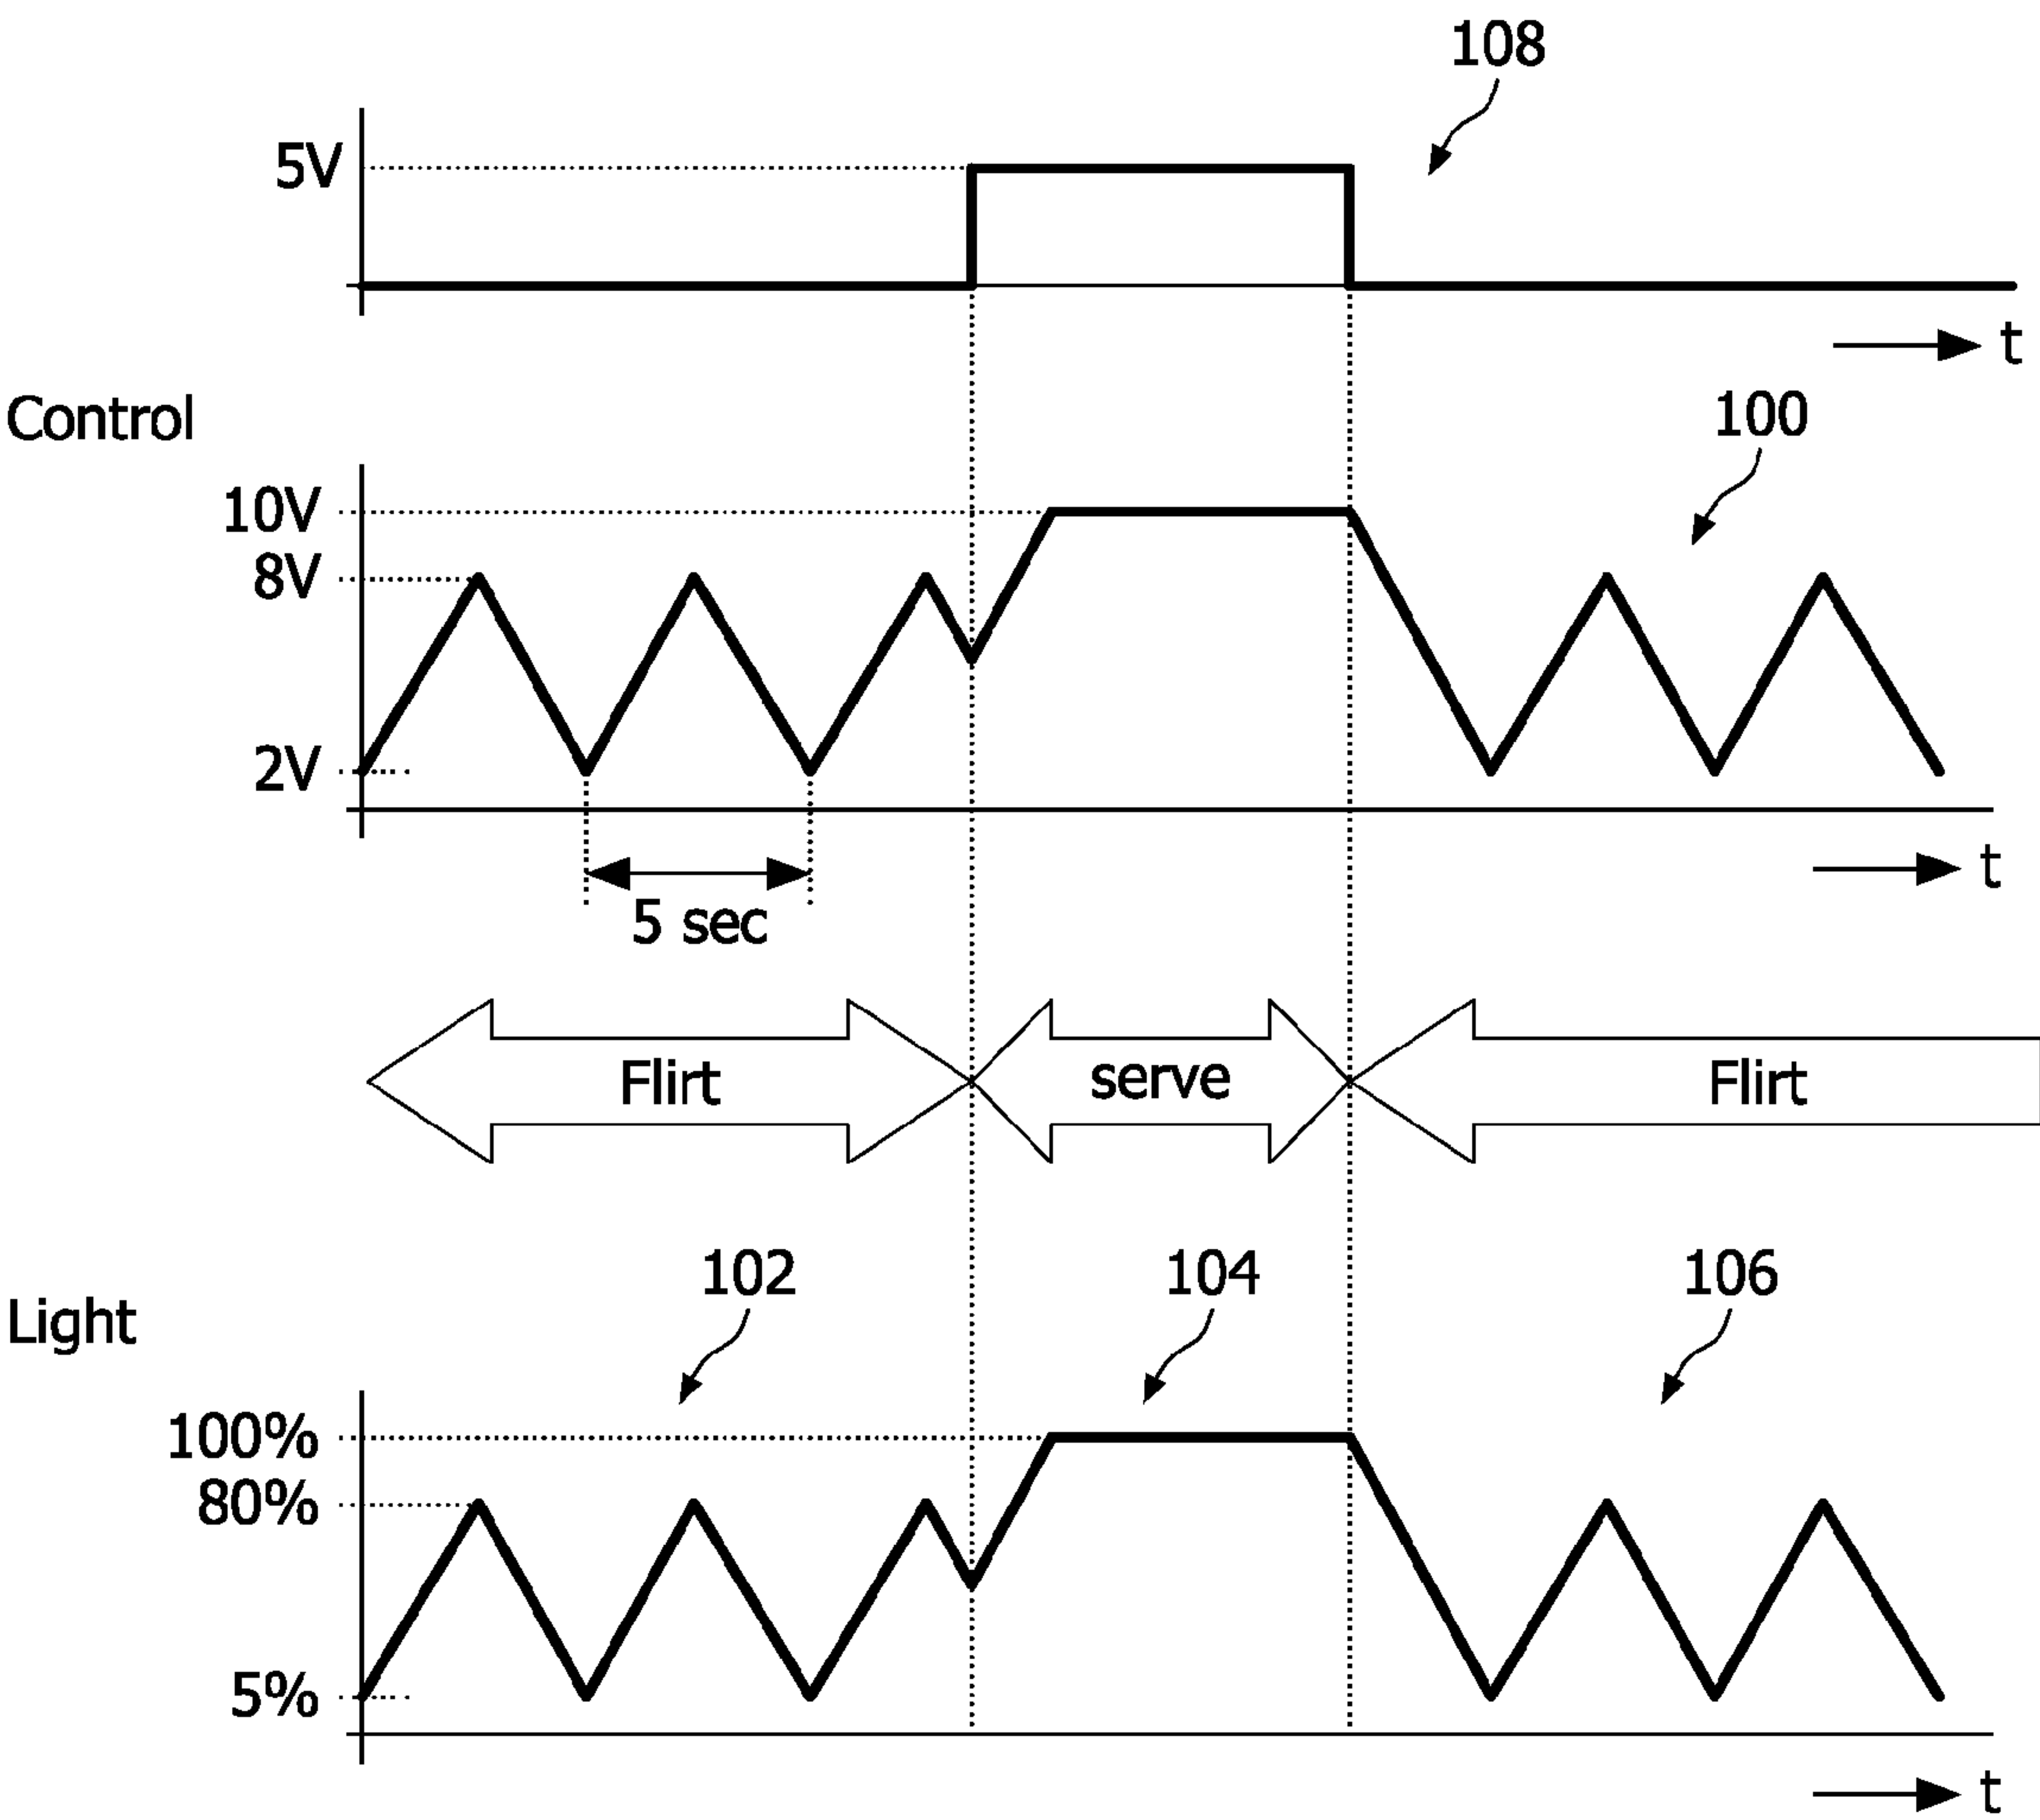 108
5V
t
Control
100
10V
8V
2V
t
5 sec
Flirt
serve
Flirt
102
104
106
Light
100%
80%
5%
t